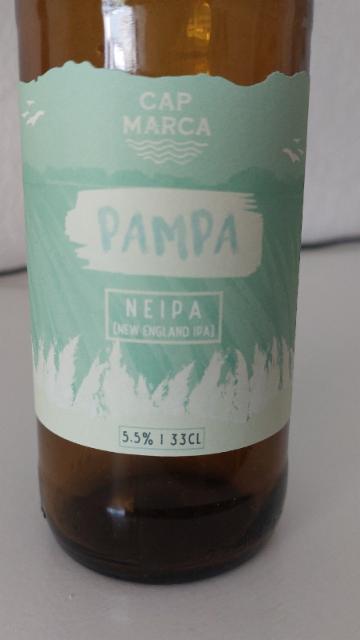 CAP
MARCA
PAMPA
NEIPA
[NEW ENGLAND IPA]
5.5% | 33CL